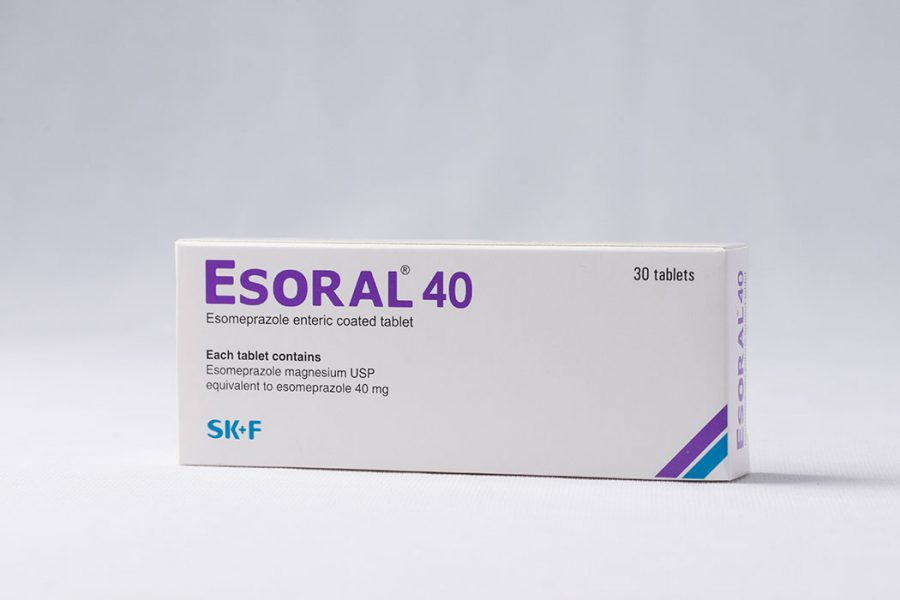 ESORAL® 40
30 tablets
Esomeprazole enteric coated tablet
Each tablet contains
Esomeprazole magnesium USP
equivalent to esomeprazole 40 mg
SK+F
ESORAL 40